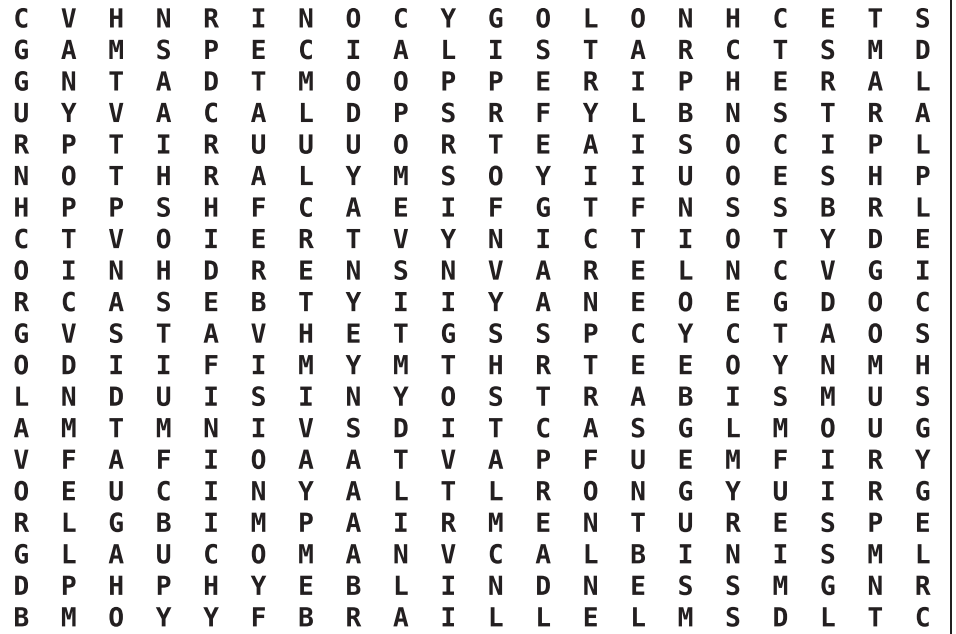 C V H N R I N O C Y G O L O N H C E T S
G A M S P E C I A L I S T A R C T S M D
G N T A D T M O O P P E R I P H E R A L
U Y V A C A L D P S R F Y L B N S T R A
R P T I R U U U O R T E A I S O C I P L
N O T H R A L Y M S O Y I I U O E S H P
H P P S H F C A E I F G T F N S S B R L
C T V O I E R T V Y N I C T I O T Y D E
O I N H D R E N S N V A R E L N C V G I
R C A S E B T Y I I Y A N E O E G D O C
G V S T A V H E T G S S P C Y C T A O S
O D I I F I M Y M T H R T E E O Y N M H
L N D U I S I N Y O S T R A B I S M U S
A M T M N I V S D I T C A S G L M O U G
V F A F I O A A T V A P F U E M F I R Y
O E U C I N Y A L T L R O N G Y U I R G
R L G B I M P A I R M E N T U R E S P E
G L A U C O M A N V C A L B I N I S M L
D P H P H Y E B L I N D N E S S M G N R
B M O Y Y F B R A I L L E L M S D L T C